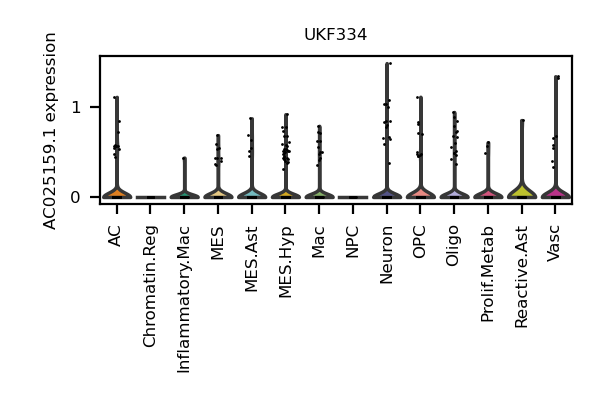 UKF334
AC025159.1 expression
1
0
AC
Chromatin.Reg
Inflammatory.Mac
MES
MES.Ast
MES.Hyp
Mac
NPC
Neuron
OPC
Oligo
Prolif.Metab
Reactive.Ast
Vasc